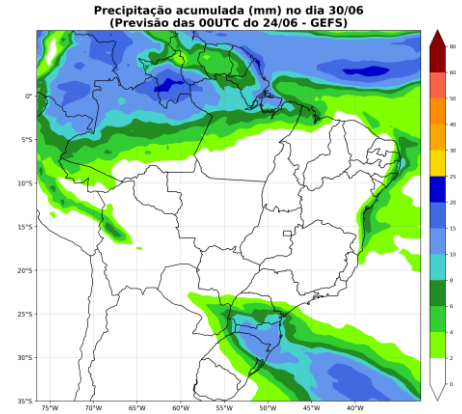 Precipitação acumulada (mm) no dia 30/06
(Previsão das 00UTC do 24/06 - GEFS)
0°
5°S
10°S
15°S
20°S
25°S
30°S
35°S
75°W 70°W 65°W 60°W 55°W 50°W 45°W 40°W
80
60
50
40
30
25
20
15
10
8
6
4
2
0